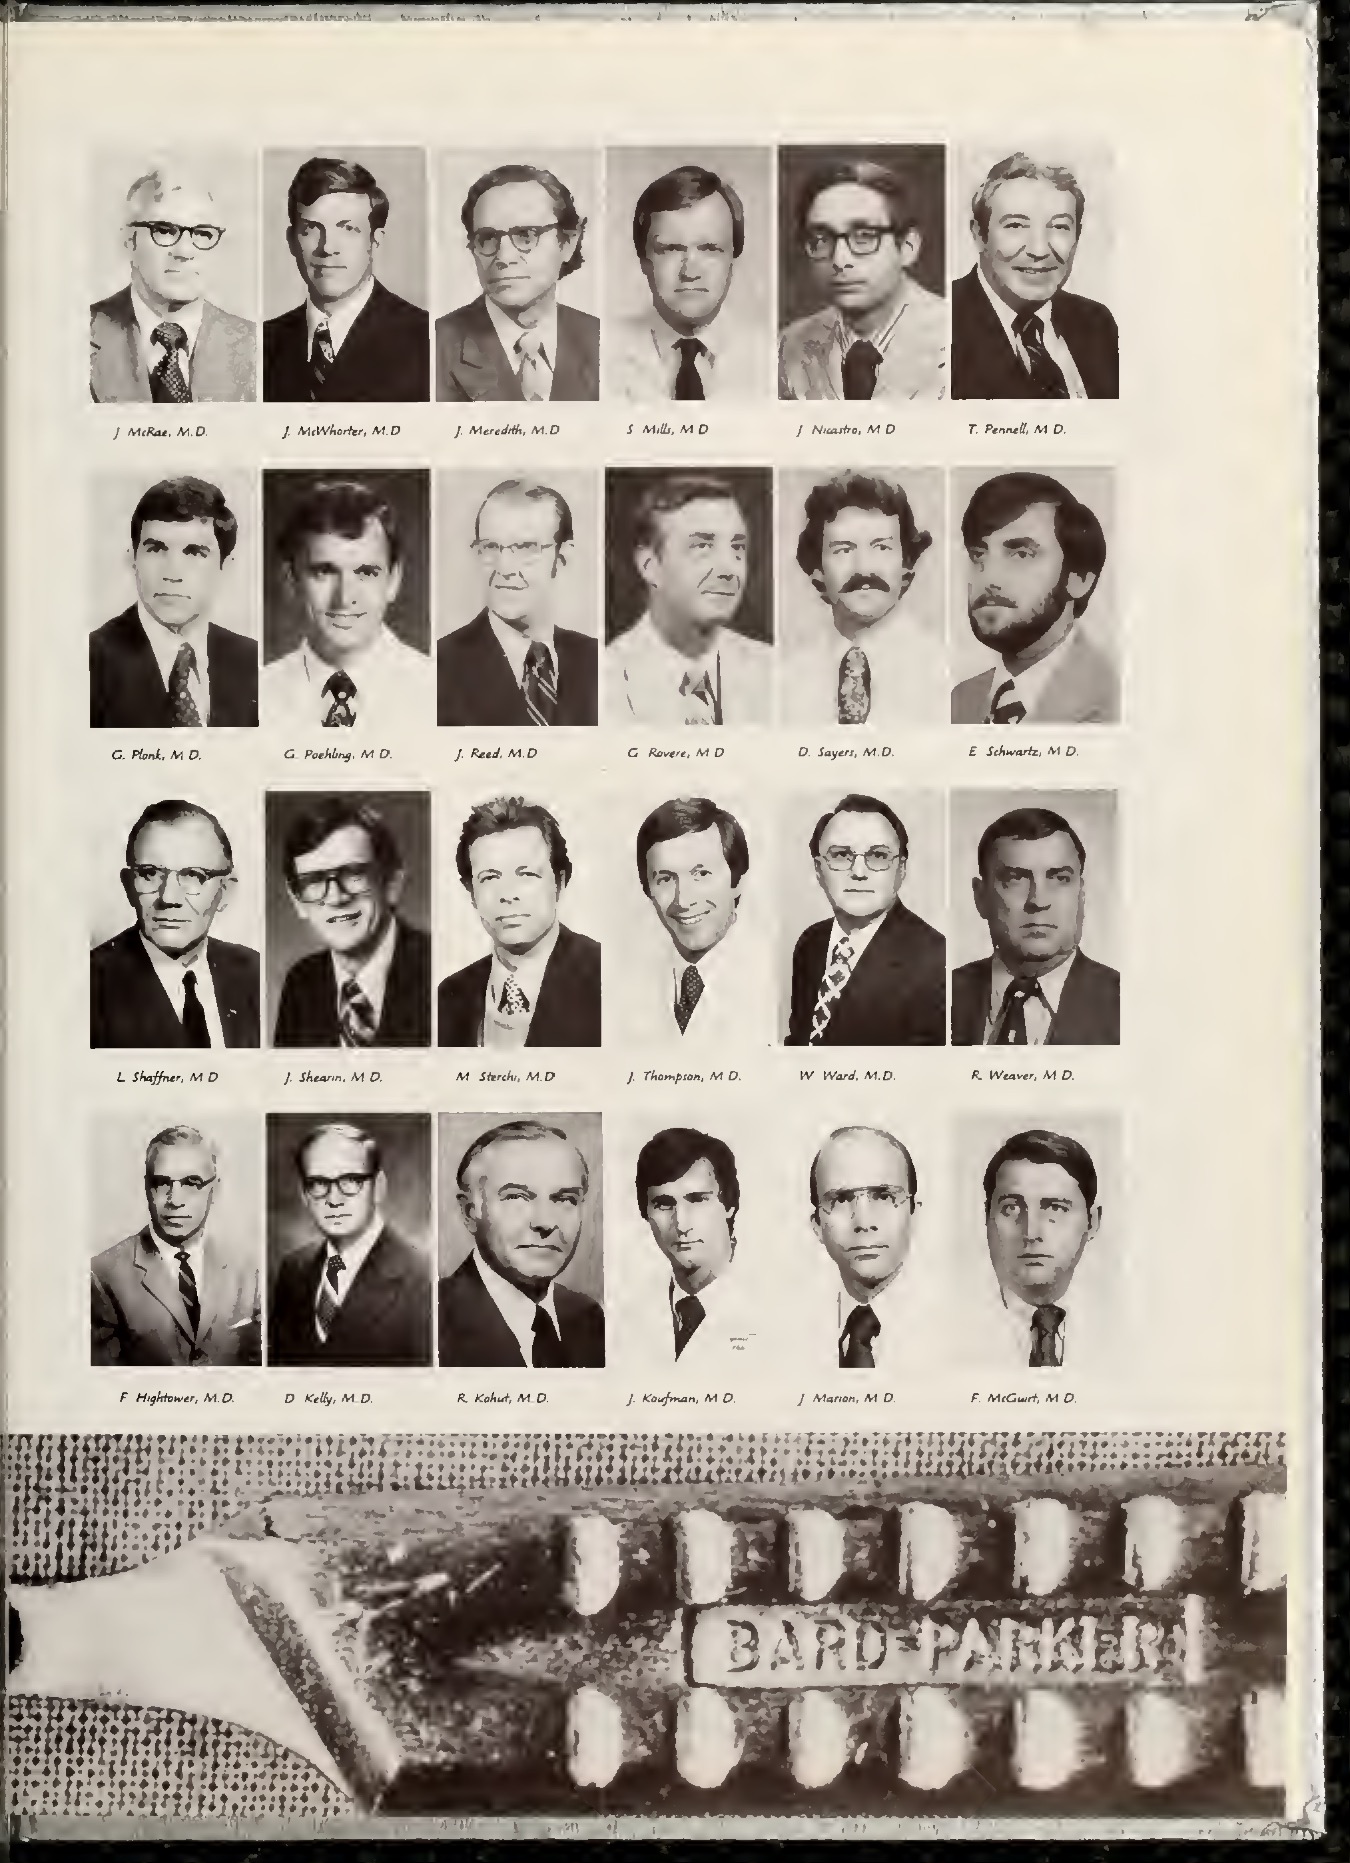 J McRae, M.D.
J. McWhorter, M.D
J. Meredith, M.D
S Mills, M D
J Nicastro, M D
T. Pennell, M D.
G. Plonk, M D.
G. Poehling, M D.
J. Reed, M.D
G Rovere, M D
D. Sayers, M.D.
E Schwartz, M D.
L Shaffner, M D
J. Shearin, M D.
M Sterchi, M.D
J. Thompson, M D.
W Ward, M.D.
R. Weaver, M D.
F Hightower, M.D.
D Kelly, M.D.
R. Kohut, M.D.
J. Kaufman, M D.
J Marion, M D.
F. McGuirt, M D.
BARD-PARKER